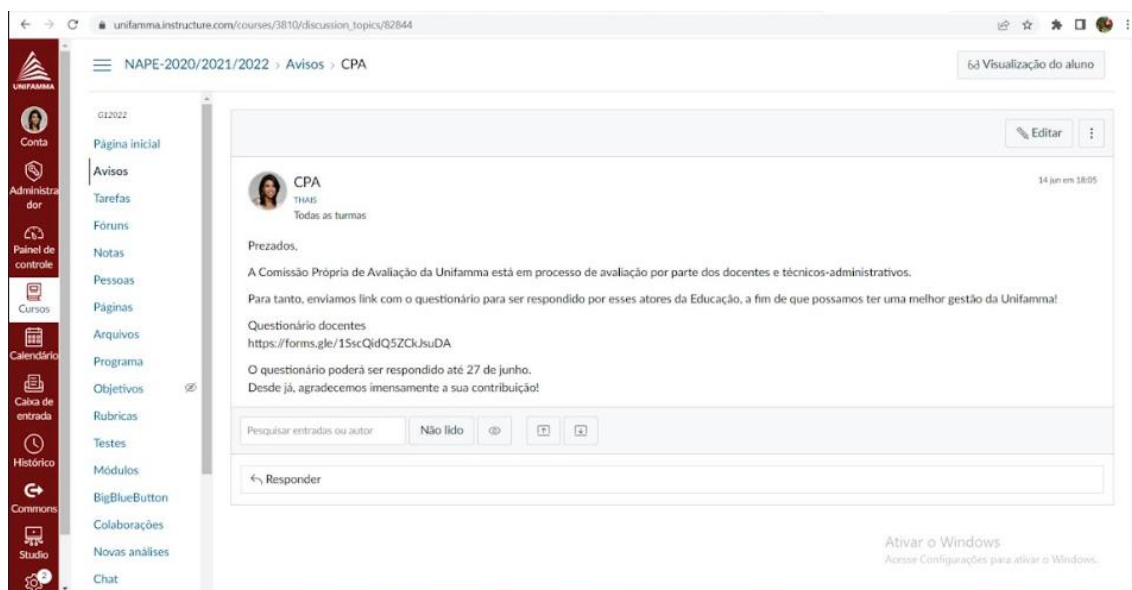 unifamma.instructure.com/courses/3810/discussion_topics/82844
UNIFAMMA
Conta
Administra
dor
Painel de
controle
Cursos
Calendário
Caixa de
entrada
Histórico
Commons
Studio
2
NAPE-2020/2021/2022 › Avisos › CPA
Visualização do aluno
G12022
Página inicial
Avisos
Tarefas
Fóruns
Notas
Pessoas
Páginas
Arquivos
Programa
Objetivos
Rubricas
Testes
Módulos
BigBlueButton
Colaborações
Novas análises
Chat
Editar
CPA
14 jun em 18:05
THAIS
Todas as turmas
Prezados,
A Comissão Própria de Avaliação da Unifamma está em processo de avaliação por parte dos docentes e técnicos-administrativos.
Para tanto, enviamos link com o questionário para ser respondido por esses atores da Educação, a fim de que possamos ter uma melhor gestão da Unifamma!
Questionário docentes
https://forms.gle/1SscQidQ5ZCkJsuDA
O questionário poderá ser respondido até 27 de junho.
Desde já, agradecemos imensamente a sua contribuição!
Pesquisar entradas ou autor
Não lido
Responder
Ativar o Windows
Acesse Configurações para ativar o Windows.